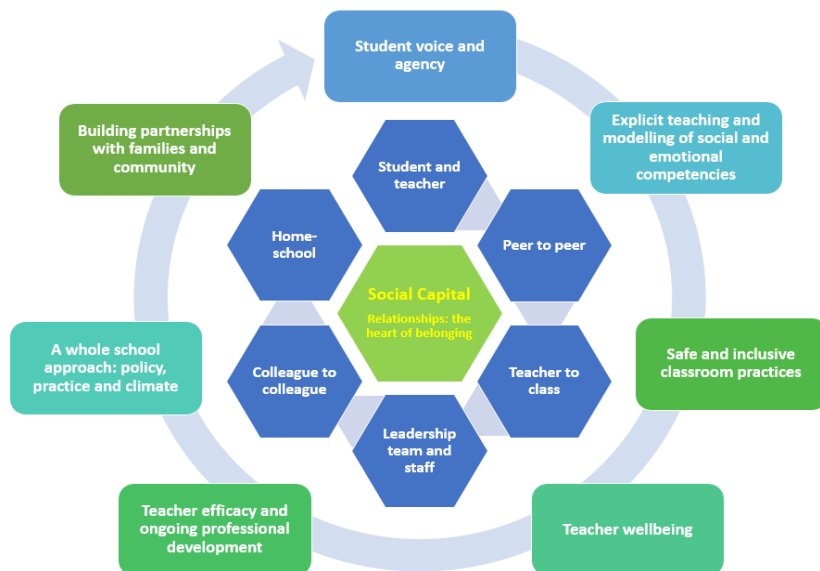 Student voice and
agency
Explicit teaching and
modelling of social and
emotional
competencies
Safe and inclusive
classroom practices
Teacher wellbeing
Teacher efficacy and
ongoing professional
development
A whole school
approach: policy,
practice and climate
Building partnerships
with families and
community
Student and
teacher
Peer to peer
Teacher to
class
Leadership
team and
staff
Colleague to
colleague
Home-
school
Social Capital
Relationships: the
heart of belonging